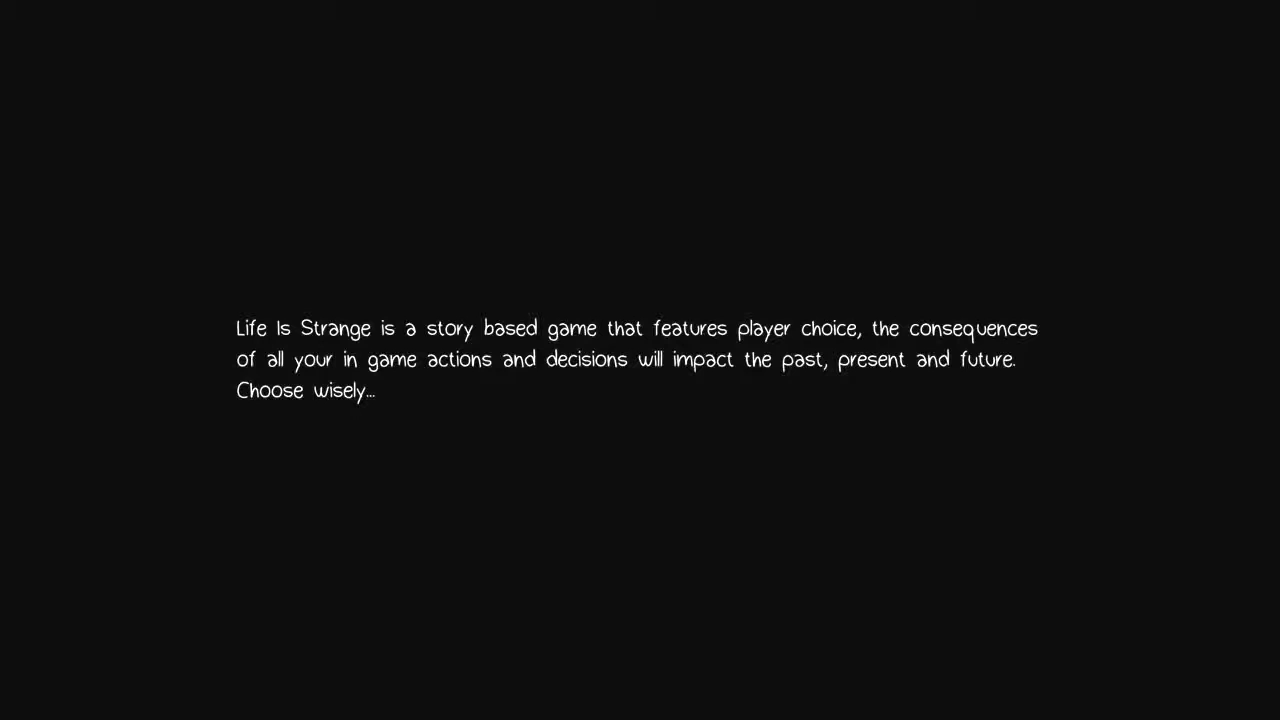 Life Is Strange is a story based game that features player choice, the consequences
of all your in game actions and decisions will impact the past, present and future.
Choose wisely...